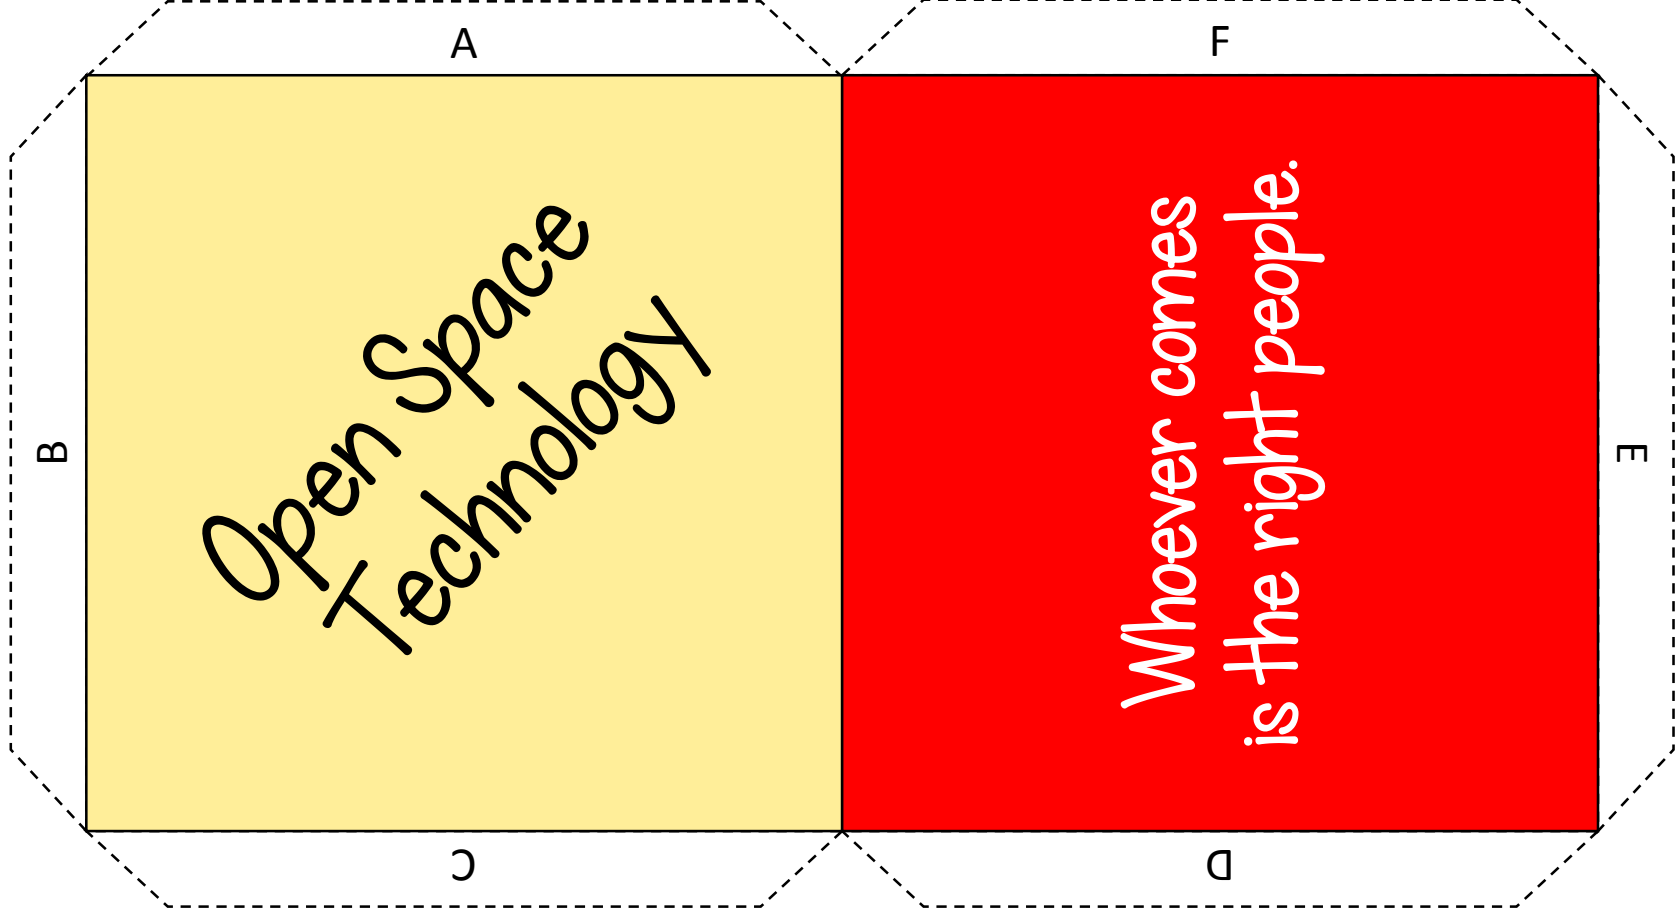 A
F
B
Open Space
Technology
Whoever comes
is the right people.
E
C
D